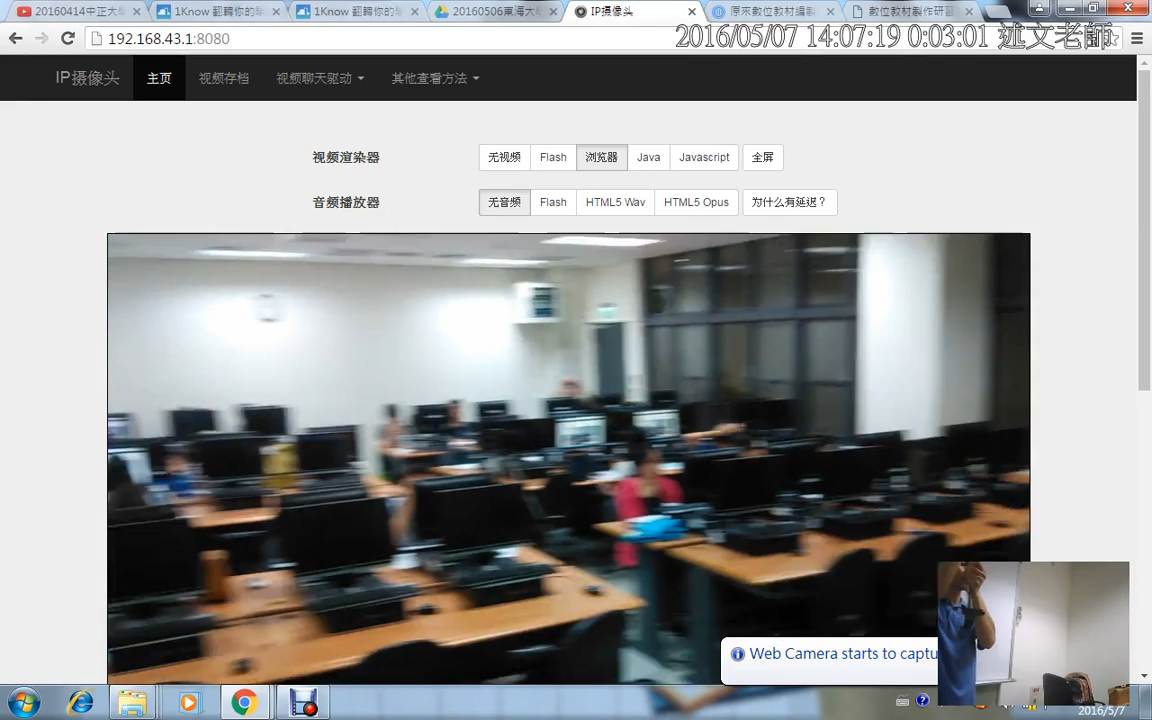 20160414中正大
1Know 翻轉你的
1Know 翻轉你的
20160506東海大
IP摄像头
原來數位教材編
數位教材製作研習
192.168.43.1:8080
2016/05/07 14:07:19 0:03:01 述文老師
IP摄像头 主页 视频存档 视频聊天驱动 其他查看方法
视频渲染器 无视频 Flash 浏览器 Java Javascript 全屏
音频播放器 无音频 Flash HTML5 Wav HTML5 Opus 为什么有延迟？
Web Camera starts to captu
2016/5/7